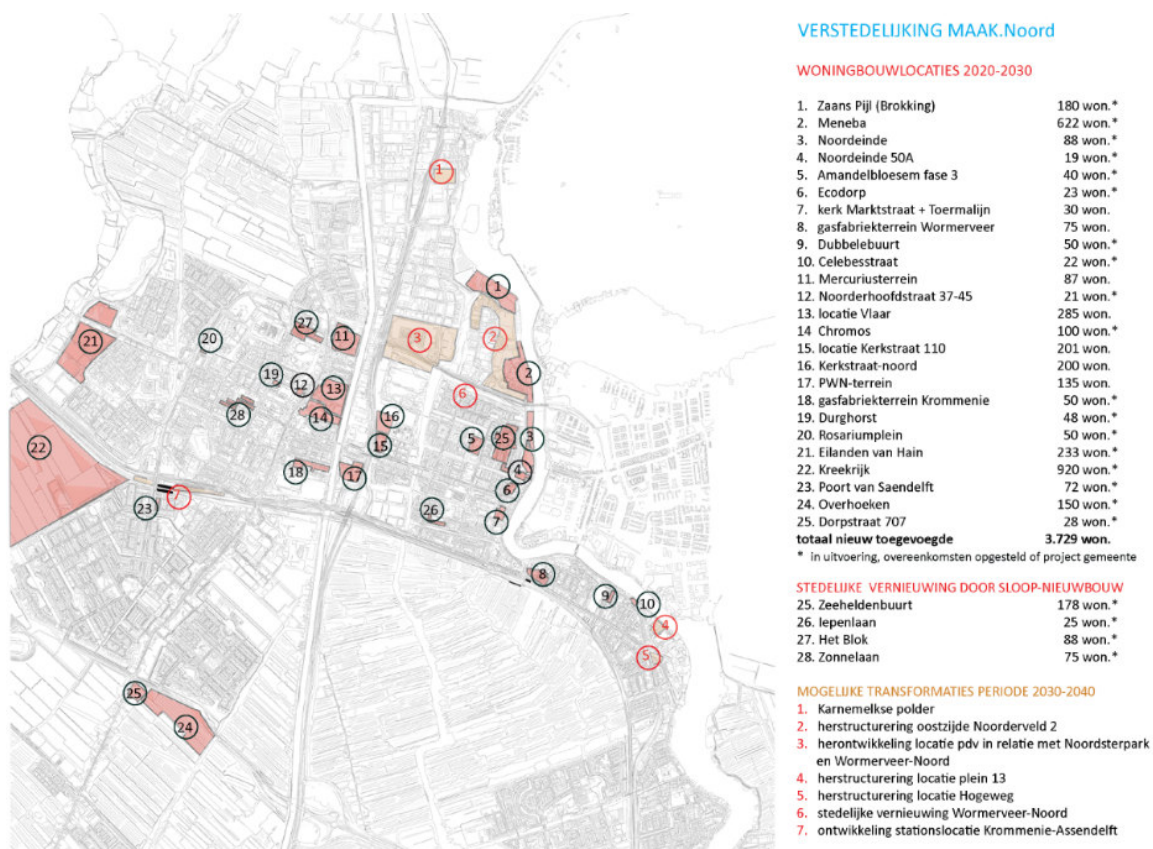 VERSTEDELIJKING MAAK.Noord
WONINGBOUWLOCATIES 2020-2030
1. Zaans Pijl (Brokking) 180 won.*
2. Meneba 622 won.*
3. Noordeinde 88 won.*
4. Noordeinde 50A 19 won.*
5. Amandelbloesem fase 3 40 won.*
6. Ecodorp 23 won.*
7. kerk Marktstraat + Toermalijn 30 won.
8. gasfabriekterrein Wormerveer 75 won.
9. Dubbelebuurt 50 won.*
10. Celebesstraat 22 won.*
11. Mercuriusterrein 87 won.
12. Noorderhoofdstraat 37-45 21 won.*
13. locatie Vlaar 285 won.
14 Chromos 100 won.*
15. locatie Kerkstraat 110 201 won.
16. Kerkstraat-noord 200 won.
17. PWN-terrein 135 won.
18. gasfabriekterrein Krommenie 50 won.*
19. Durghorst 48 won.*
20. Rosariumplein 50 won.*
21. Eilanden van Hain 233 won.*
22. Kreekrijk 920 won.*
23. Poort van Saendelft 72 won.*
24. Overhoeken 150 won.*
25. Dorpstraat 707 28 won.*
totaal nieuw toegevoegde 3.729 won.
* in uitvoering, overeenkomsten opgesteld of project gemeente
STEDELIJKE VERNIEUWING DOOR SLOOP-NIEUWBOUW
25. Zeeheldenbuurt 178 won.*
26. Iepenlaan 25 won.*
27. Het Blok 88 won.*
28. Zonnelaan 75 won.*
MOGELIJKE TRANSFORMATIES PERIODE 2030-2040
1. Karnemelkse polder
2. herstructurering oostzijde Noorderveld 2
3. herontwikkeling locatie pdv in relatie met Noordsterpark
en Wormerveer-Noord
4. herstructurering locatie plein 13
5. herstructurering locatie Hogeweg
6. stedelijke vernieuwing Wormerveer-Noord
7. ontwikkeling stationslocatie Krommenie-Assendelft
1
1
27
11
3
2
20
21
2
19
12
13
6
28
14
16
22
15
5
25
3
18
17
4
6
7
23
26
7
8
9
10
4
5
25
24